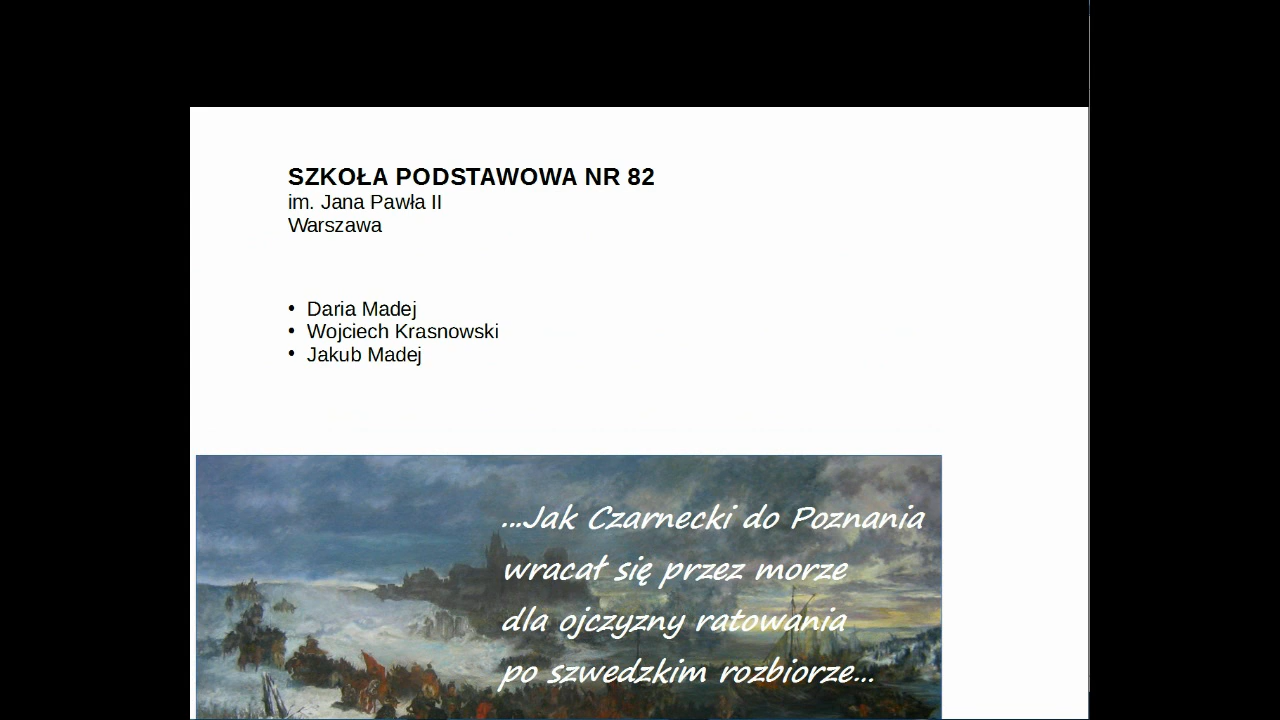 SZKOŁA PODSTAWOWA NR 82
im. Jana Pawła II
Warszawa
• Daria Madej
• Wojciech Krasnowski
• Jakub Madej
...Jak Czarnecki do Poznania
wracał się przez morze
dla ojczyzny ratowania
po szwedzkim rozbiorze...